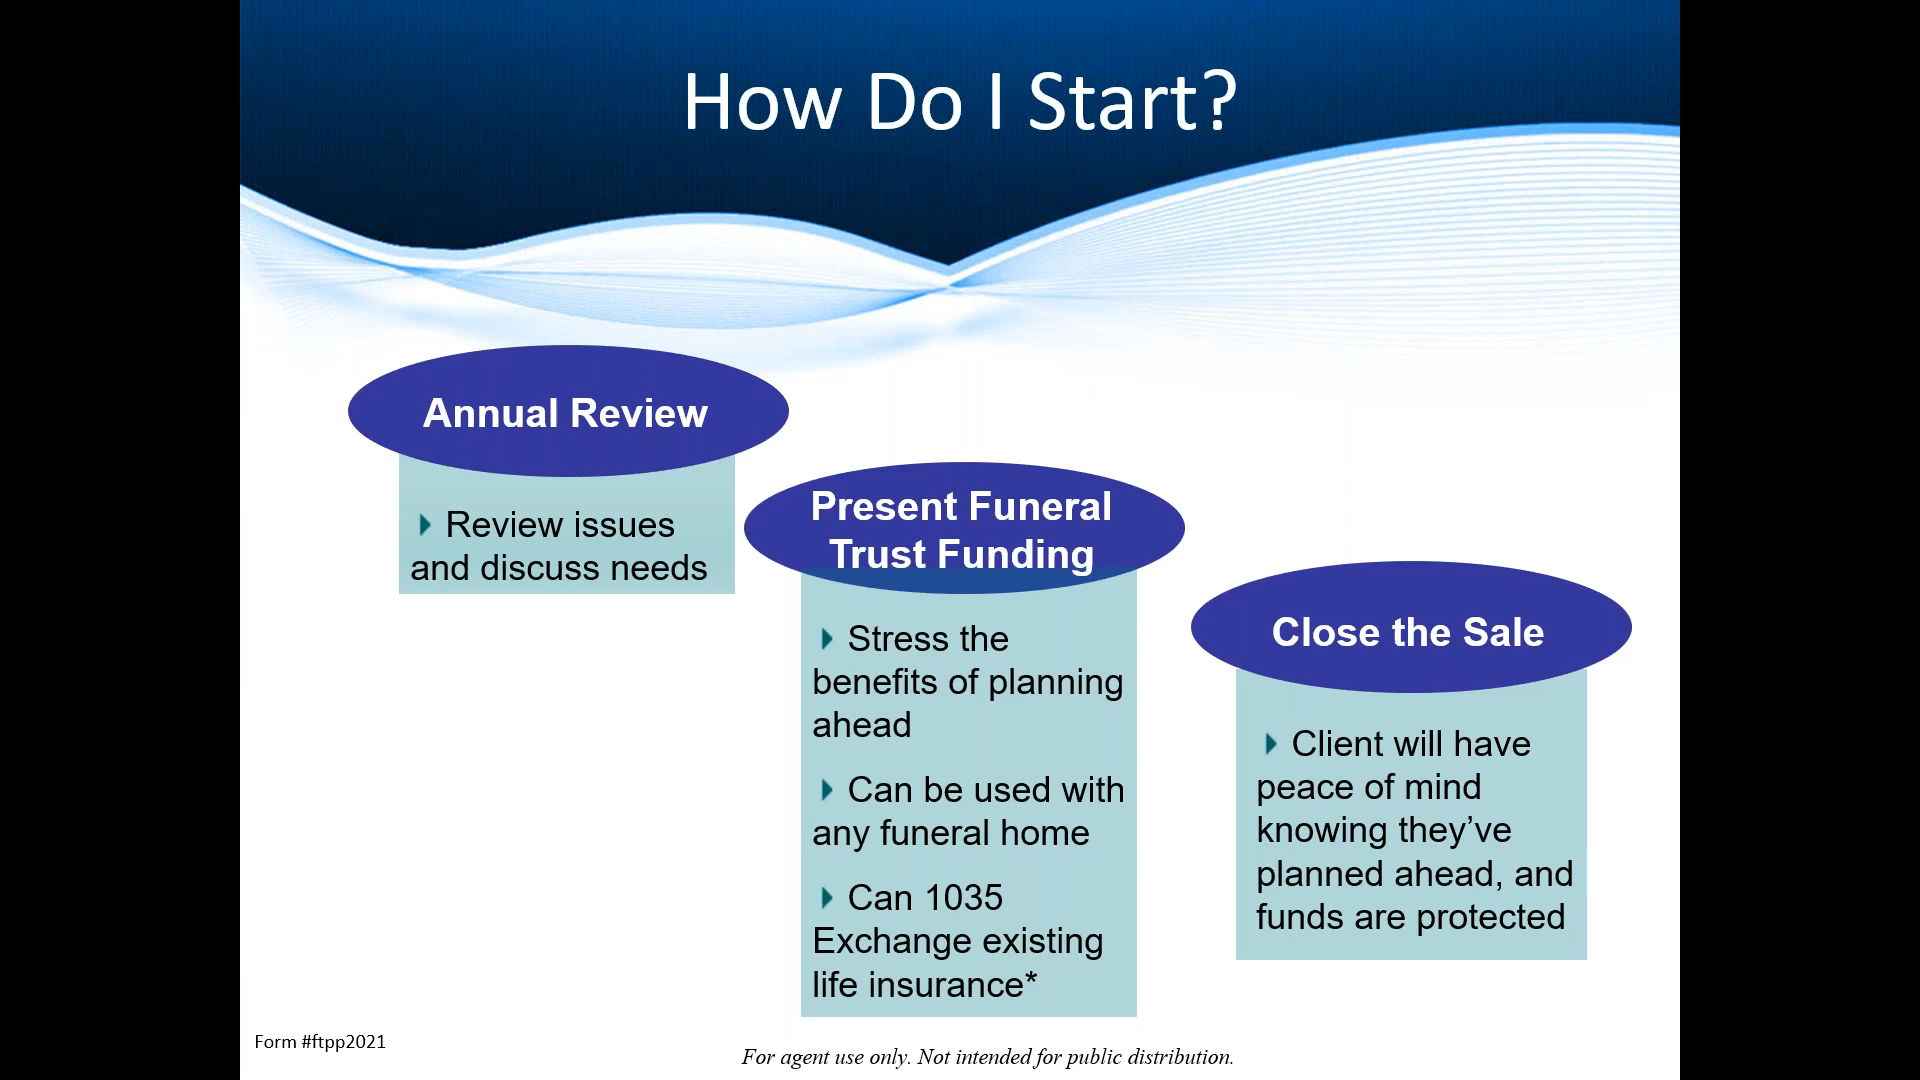 How Do I Start?
Annual Review
Review issues
and discuss needs
Present Funeral
Trust Funding
Stress the
benefits of planning
ahead
Can be used with
any funeral home
Can 1035
Exchange existing
life insurance*
Close the Sale
Client will have
peace of mind
knowing they’ve
planned ahead, and
funds are protected
Form #ftpp2021
For agent use only. Not intended for public distribution.